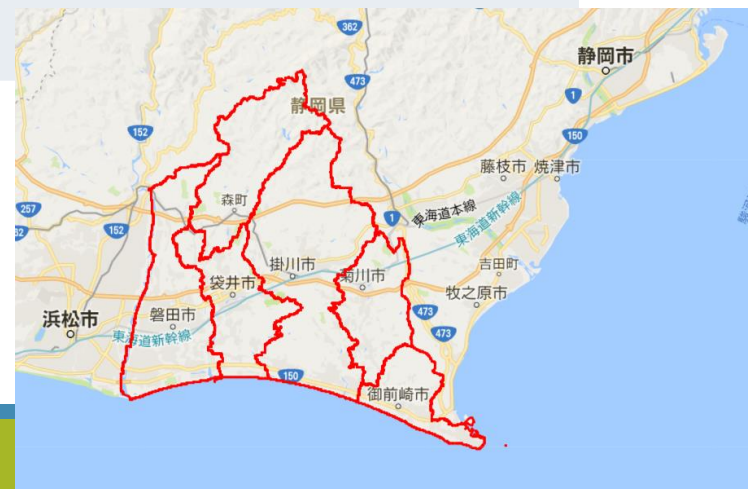 362
静岡市
473
静岡県
1
152
150
藤枝市
焼津市
森町
257
東海道本線
152
1
東海道新幹線
掛川市
吉田町
袋井市
菊川市
牧之原市
磐田市
473
浜松市
473
東海道新幹線
150
御前崎市